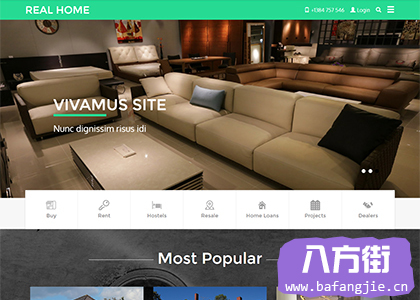 REAL HOME
+1384 757 546 Login
VIVAMUS SITE
Nunc dignissim risus idi
Buy Rent Hostels Resale Home Loans Projects Dealers
Most Popular
八方街
www.bafangjie.cn